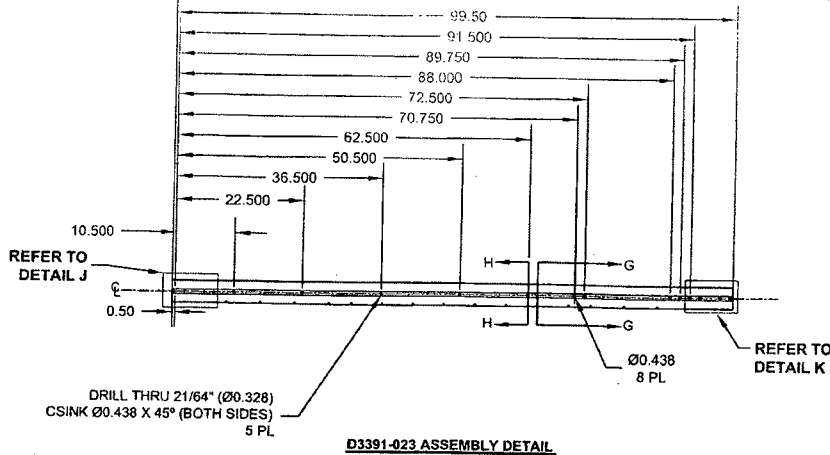 99.50
91.500
89.750
88.000
72.500
70.750
62.500
50.500
36.500
22.500
10.500
REFER TO
DETAIL J
H
G
℄
0.50
H
G
Ø0.438
8 PL
REFER TO
DETAIL K
DRILL THRU 21/64" (Ø0.328)
CSINK Ø0.438 X 45º (BOTH SIDES)
5 PL
D3391-023 ASSEMBLY DETAIL